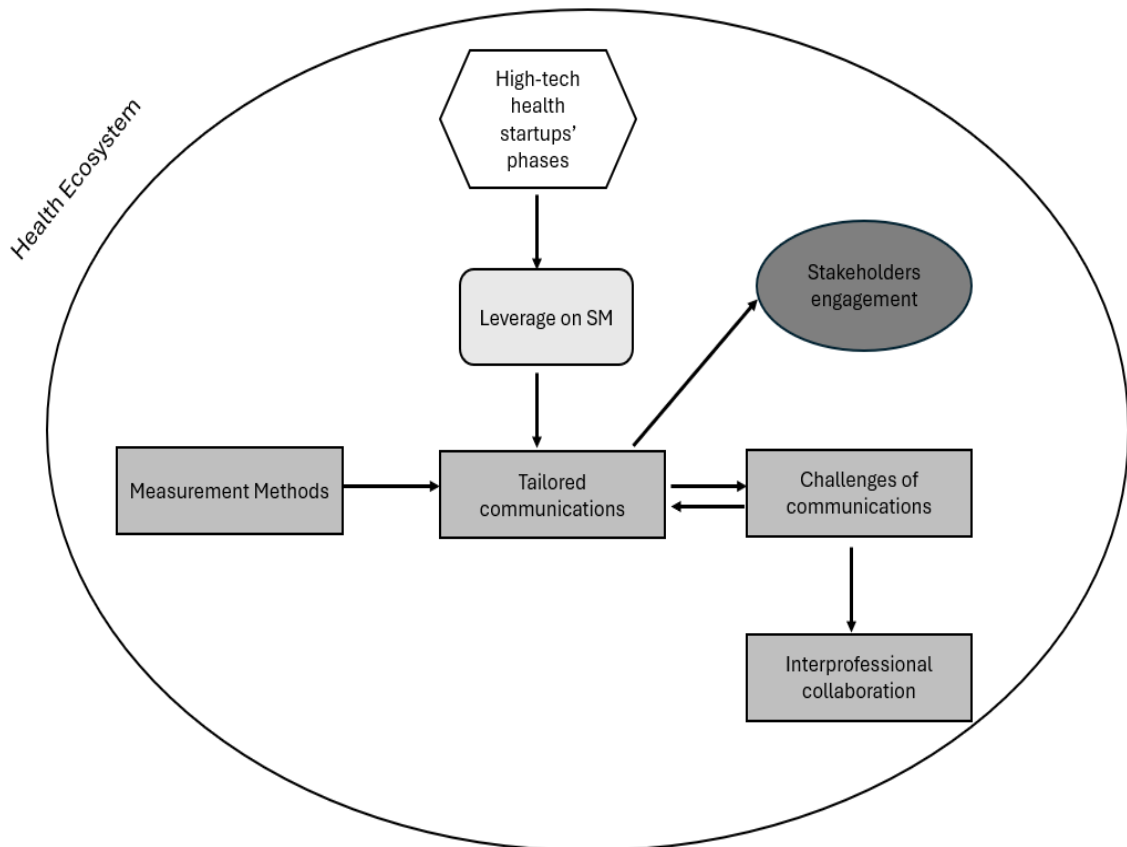 Health Ecosystem
High-tech
health
startups’
phases
Leverage on SM
Stakeholders
engagement
Measurement Methods
Tailored
communications
Challenges of
communications
Interprofessional
collaboration